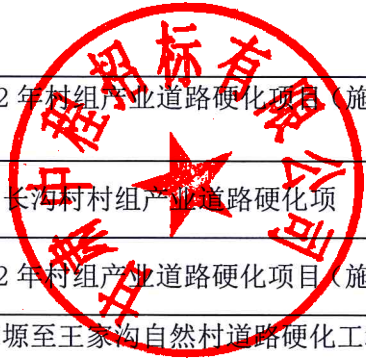 甘肃中程招标有限公司
2年村组产业道路硬化项目（施
长沟村村组产业道路硬化项
2年村组产业道路硬化项目（施
塬至王家沟自然村道路硬化工